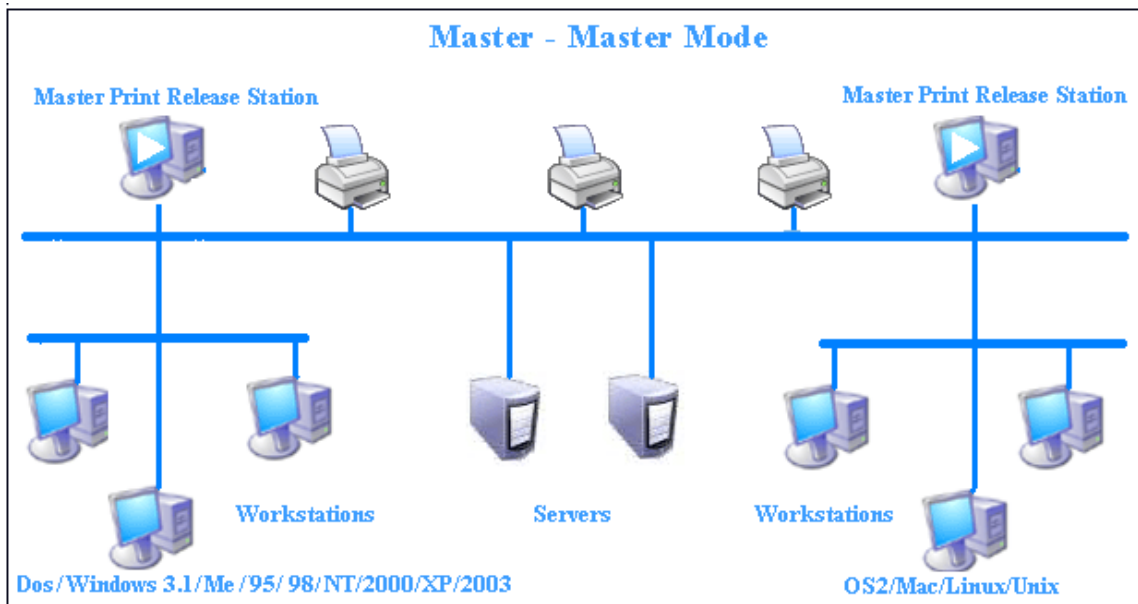 Master - Master Mode
Master Print Release Station
Master Print Release Station
Workstations
Servers
Workstations
Dos/Windows 3.1/Me/95/98/NT/2000/XP/2003
OS2/Mac/Linux/Unix